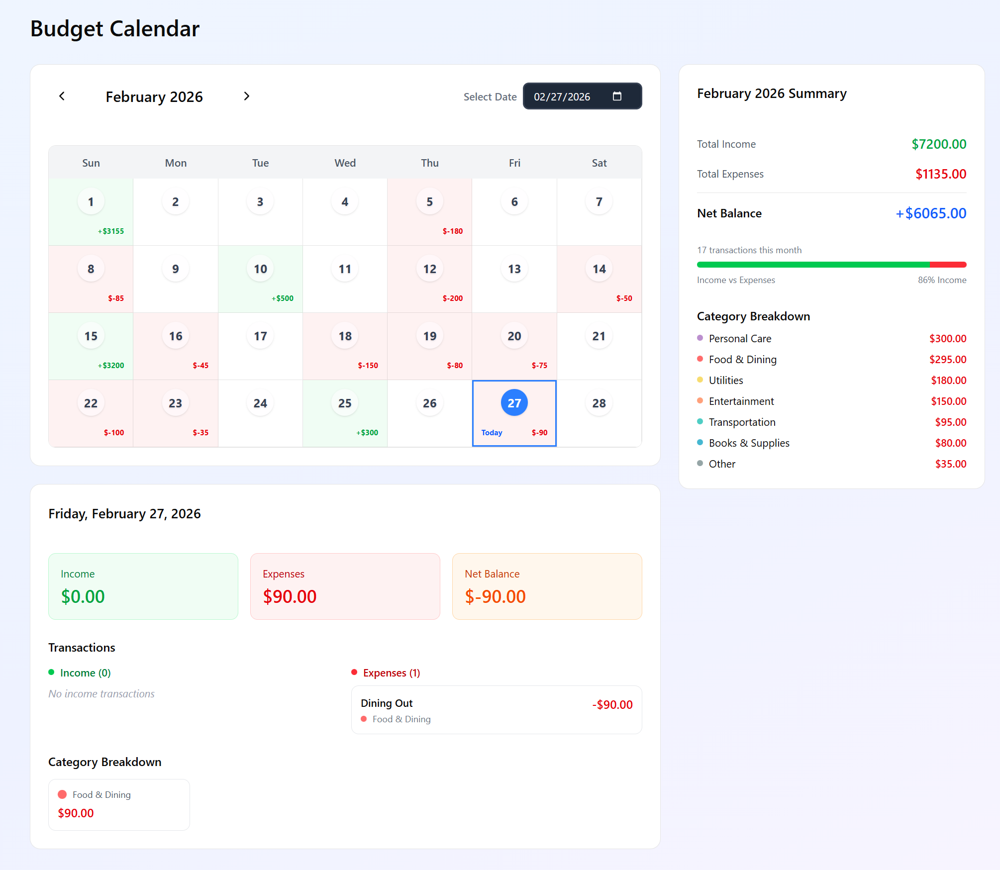 Budget Calendar
February 2026
Select Date 02/27/2026
Sun Mon Tue Wed Thu Fri Sat
1 2 3 4 5 6 7
+$3155 $-180
8 9 10 11 12 13 14
$-85 +$500 $-200 $-50
15 16 17 18 19 20 21
+$3200 $-45 $-150 $-80 $-75
22 23 24 25 26 27 28
$-100 $-35 +$300 Today $-90
February 2026 Summary
Total Income $7200.00
Total Expenses $1135.00
Net Balance +$6065.00
17 transactions this month
Income vs Expenses 86% Income
Category Breakdown
Personal Care $300.00
Food & Dining $295.00
Utilities $180.00
Entertainment $150.00
Transportation $95.00
Books & Supplies $80.00
Other $35.00
Friday, February 27, 2026
Income
$0.00
Expenses
$90.00
Net Balance
$-90.00
Transactions
Income (0)
No income transactions
Expenses (1)
Dining Out -$90.00
Food & Dining
Category Breakdown
Food & Dining
$90.00